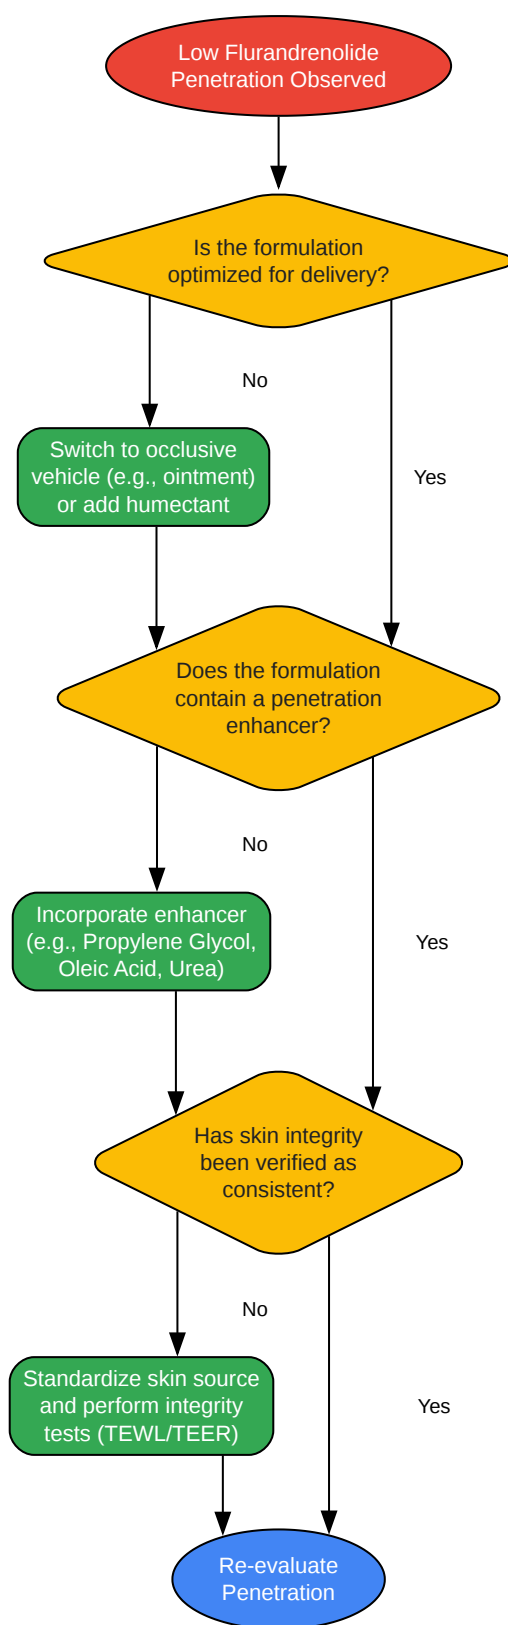 Low Flurandrenolide
Penetration Observed
Is the formulation
optimized for delivery?
No
Switch to occlusive
vehicle (e.g., ointment)
or add humectant
Yes
Does the formulation
contain a penetration
enhancer?
No
Incorporate enhancer
(e.g., Propylene Glycol,
Oleic Acid, Urea)
Yes
Has skin integrity
been verified as
consistent?
No
Standardize skin source
and perform integrity
tests (TEWL/TEER)
Yes
Re-evaluate
Penetration